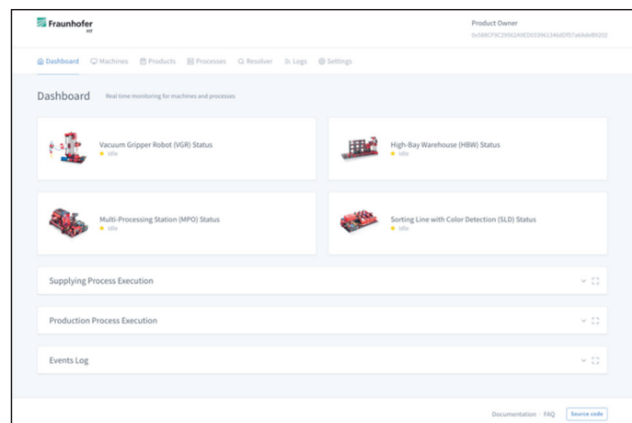 Fraunhofer
FIT
Product Owner
Dashboard Machines Products Processes Resolver Logs Settings
Dashboard Real time monitoring for machines and processes
Vacuum Gripper Robot (VGR) Status
Idle
High-Bay Warehouse (HBW) Status
Idle
Multi-Processing Station (MPO) Status
Idle
Sorting Line with Color Detection (SLD) Status
Idle
Supplying Process Execution
Production Process Execution
Events Log
Documentation · FAQ Source code